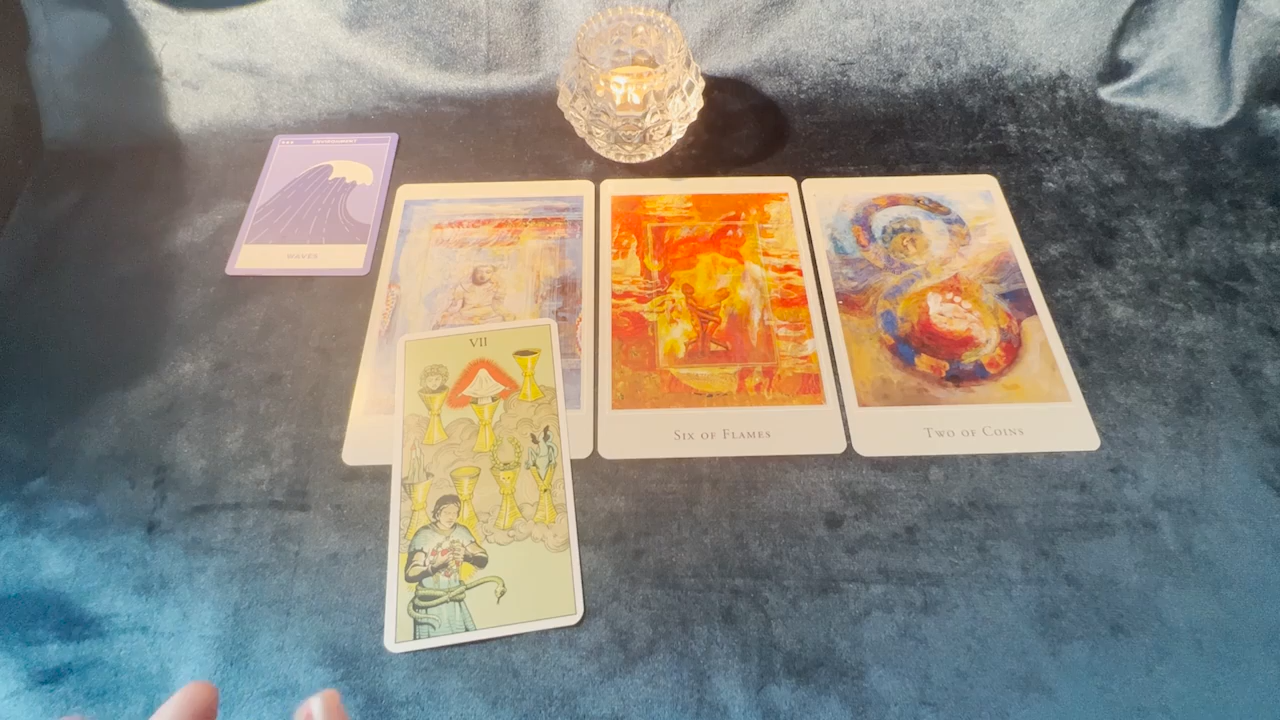 ENVIRONMENT
WAVES
VII
SIX OF FLAMES
TWO OF COINS